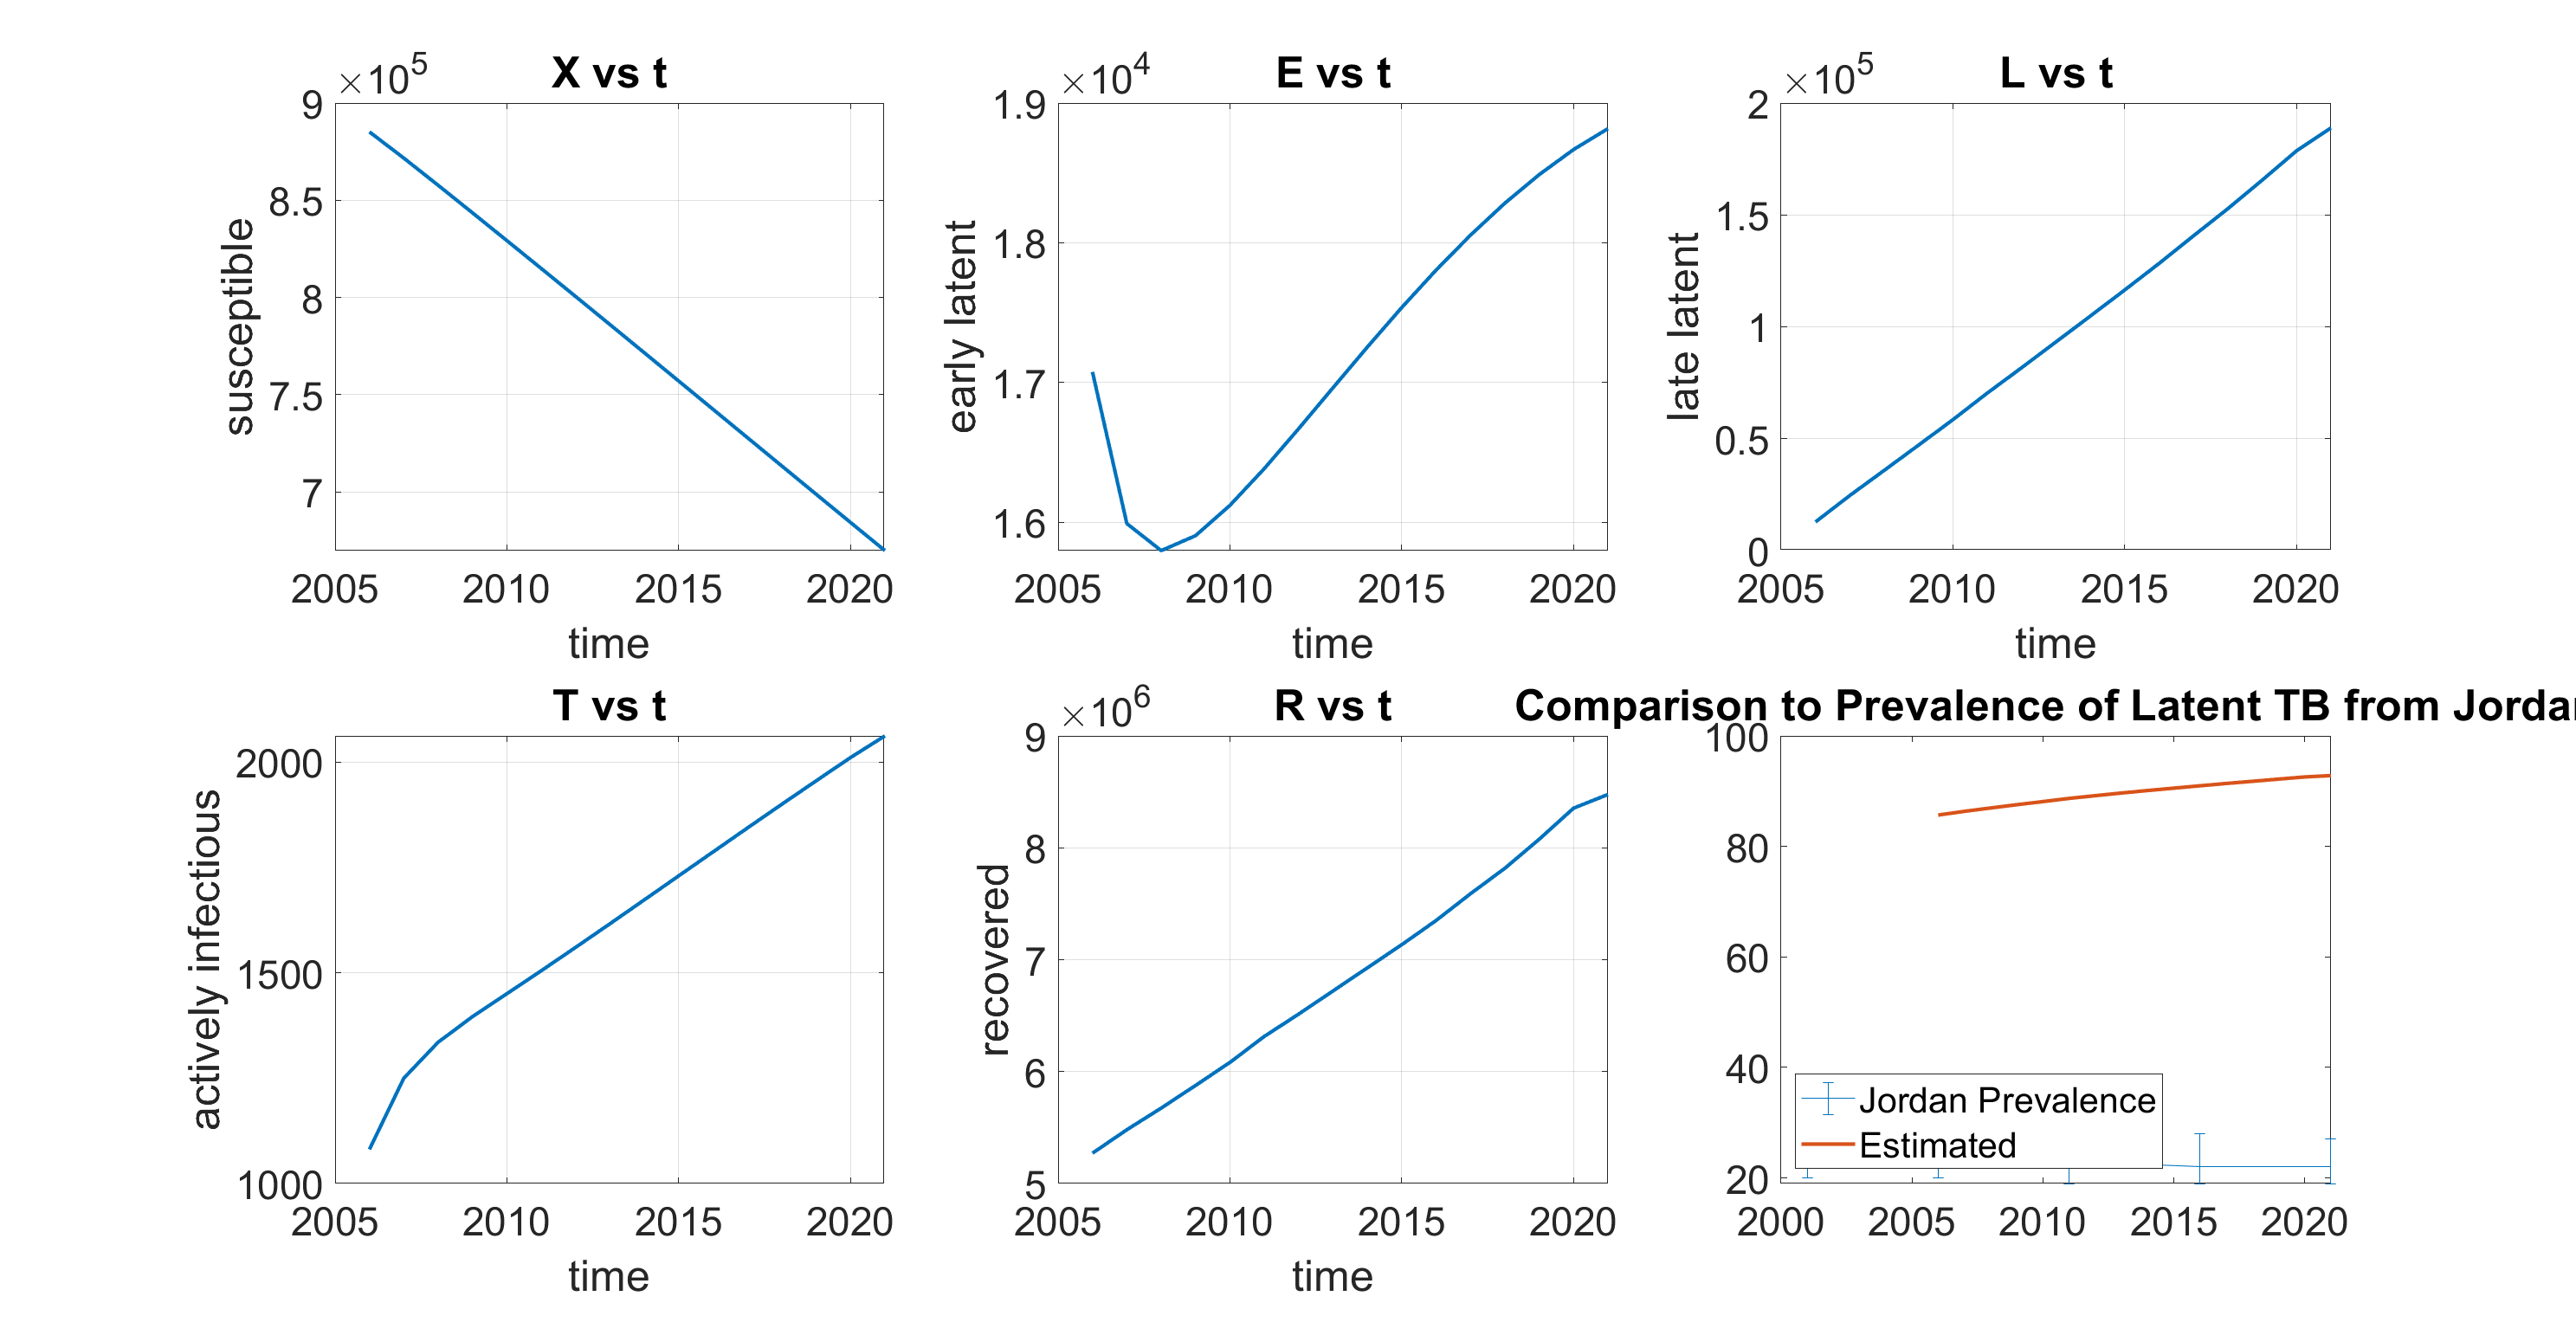 X vs t
×10^5
9
8.5
8
7.5
7
susceptible
2005 2010 2015 2020
time
E vs t
×10^4
1.9
1.8
1.7
1.6
early latent
2005 2010 2015 2020
time
L vs t
×10^5
2
1.5
1
0.5
0
late latent
2005 2010 2015 2020
time
T vs t
2000
1500
1000
actively infectious
2005 2010 2015 2020
time
R vs t
×10^6
9
8
7
6
5
recovered
2005 2010 2015 2020
time
Comparison to Prevalence of Latent TB from Jordan
100
80
60
40
20
Jordan Prevalence
Estimated
2000 2005 2010 2015 2020